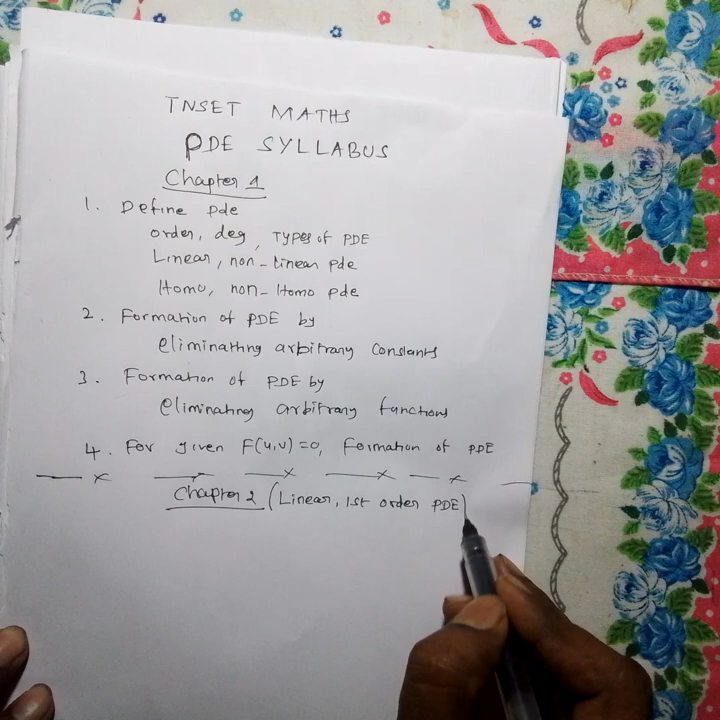 TNSET MATHS
PDE SYLLABUS
Chapter 1
1. Define pde
order, deg, Types of PDE
Linear, non-Linear pde
Homo, non-Homo pde
2. Formation of PDE by
eliminating arbitrary constants
3. Formation of PDE by
eliminating arbitrary functions
4. For given F(u,v)=0, Formation of PDE
Chapter 2 (Linear, 1st order PDE)